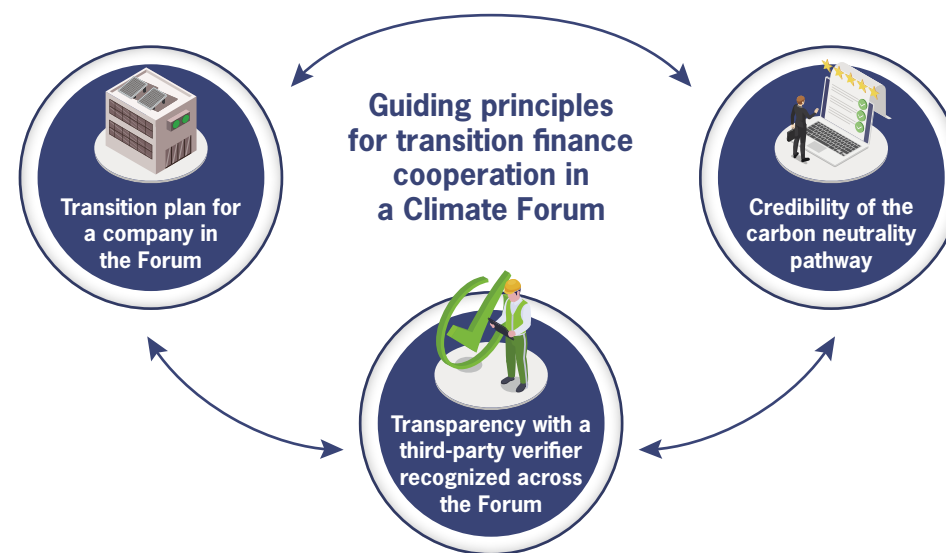 Guiding principles
for transition finance
cooperation in
a Climate Forum
Transition plan for
a company in
the Forum
Credibility of the
carbon neutrality
pathway
Transparency with a
third-party verifier
recognized across
the Forum